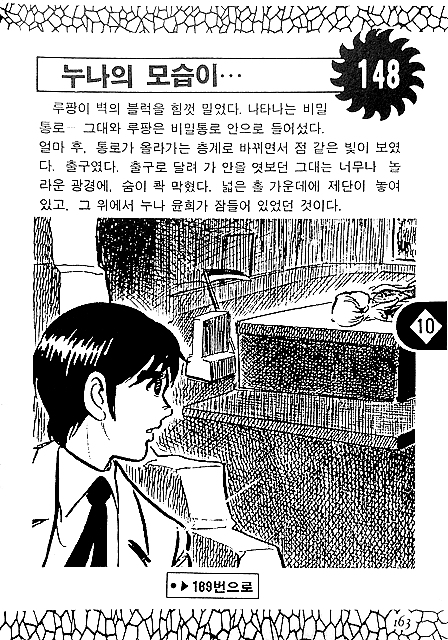 누나의 모습이…
148
루팡이 벽의 블럭을 힘껏 밀었다. 나타나는 비밀
통로― 그대와 루팡은 비밀통로 안으로 들어섰다.
얼마 후, 통로가 올라가는 층계로 바뀌면서 점 같은 빛이 보였
다. 출구였다. 출구로 달려 가 안을 엿보던 그대는 너무나 놀
라운 광경에, 숨이 콱 막혔다. 넓은 홀 가운데에 제단이 놓여
있고, 그 위에서 누나 윤희가 잠들어 있었던 것이다.
10
•▶169번으로
163